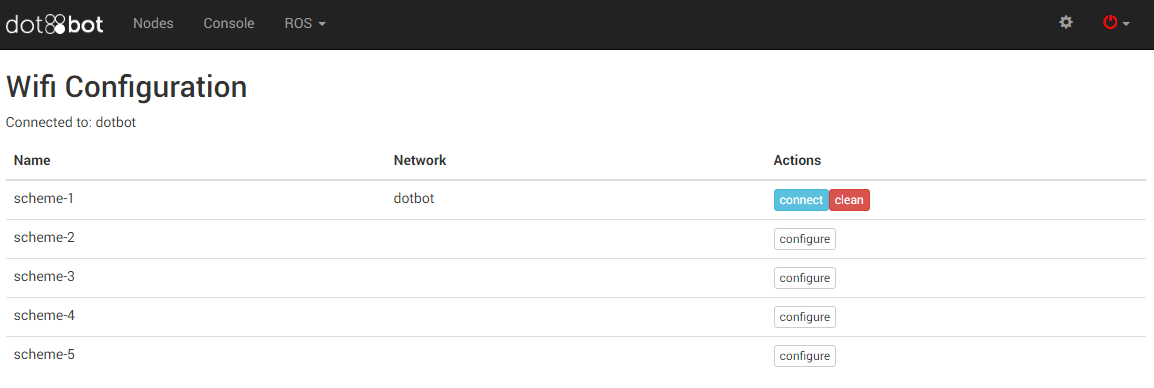 dotbot Nodes Console ROS
Wifi Configuration
Connected to: dotbot
Name Network Actions
scheme-1 dotbot connect clean
scheme-2 configure
scheme-3 configure
scheme-4 configure
scheme-5 configure